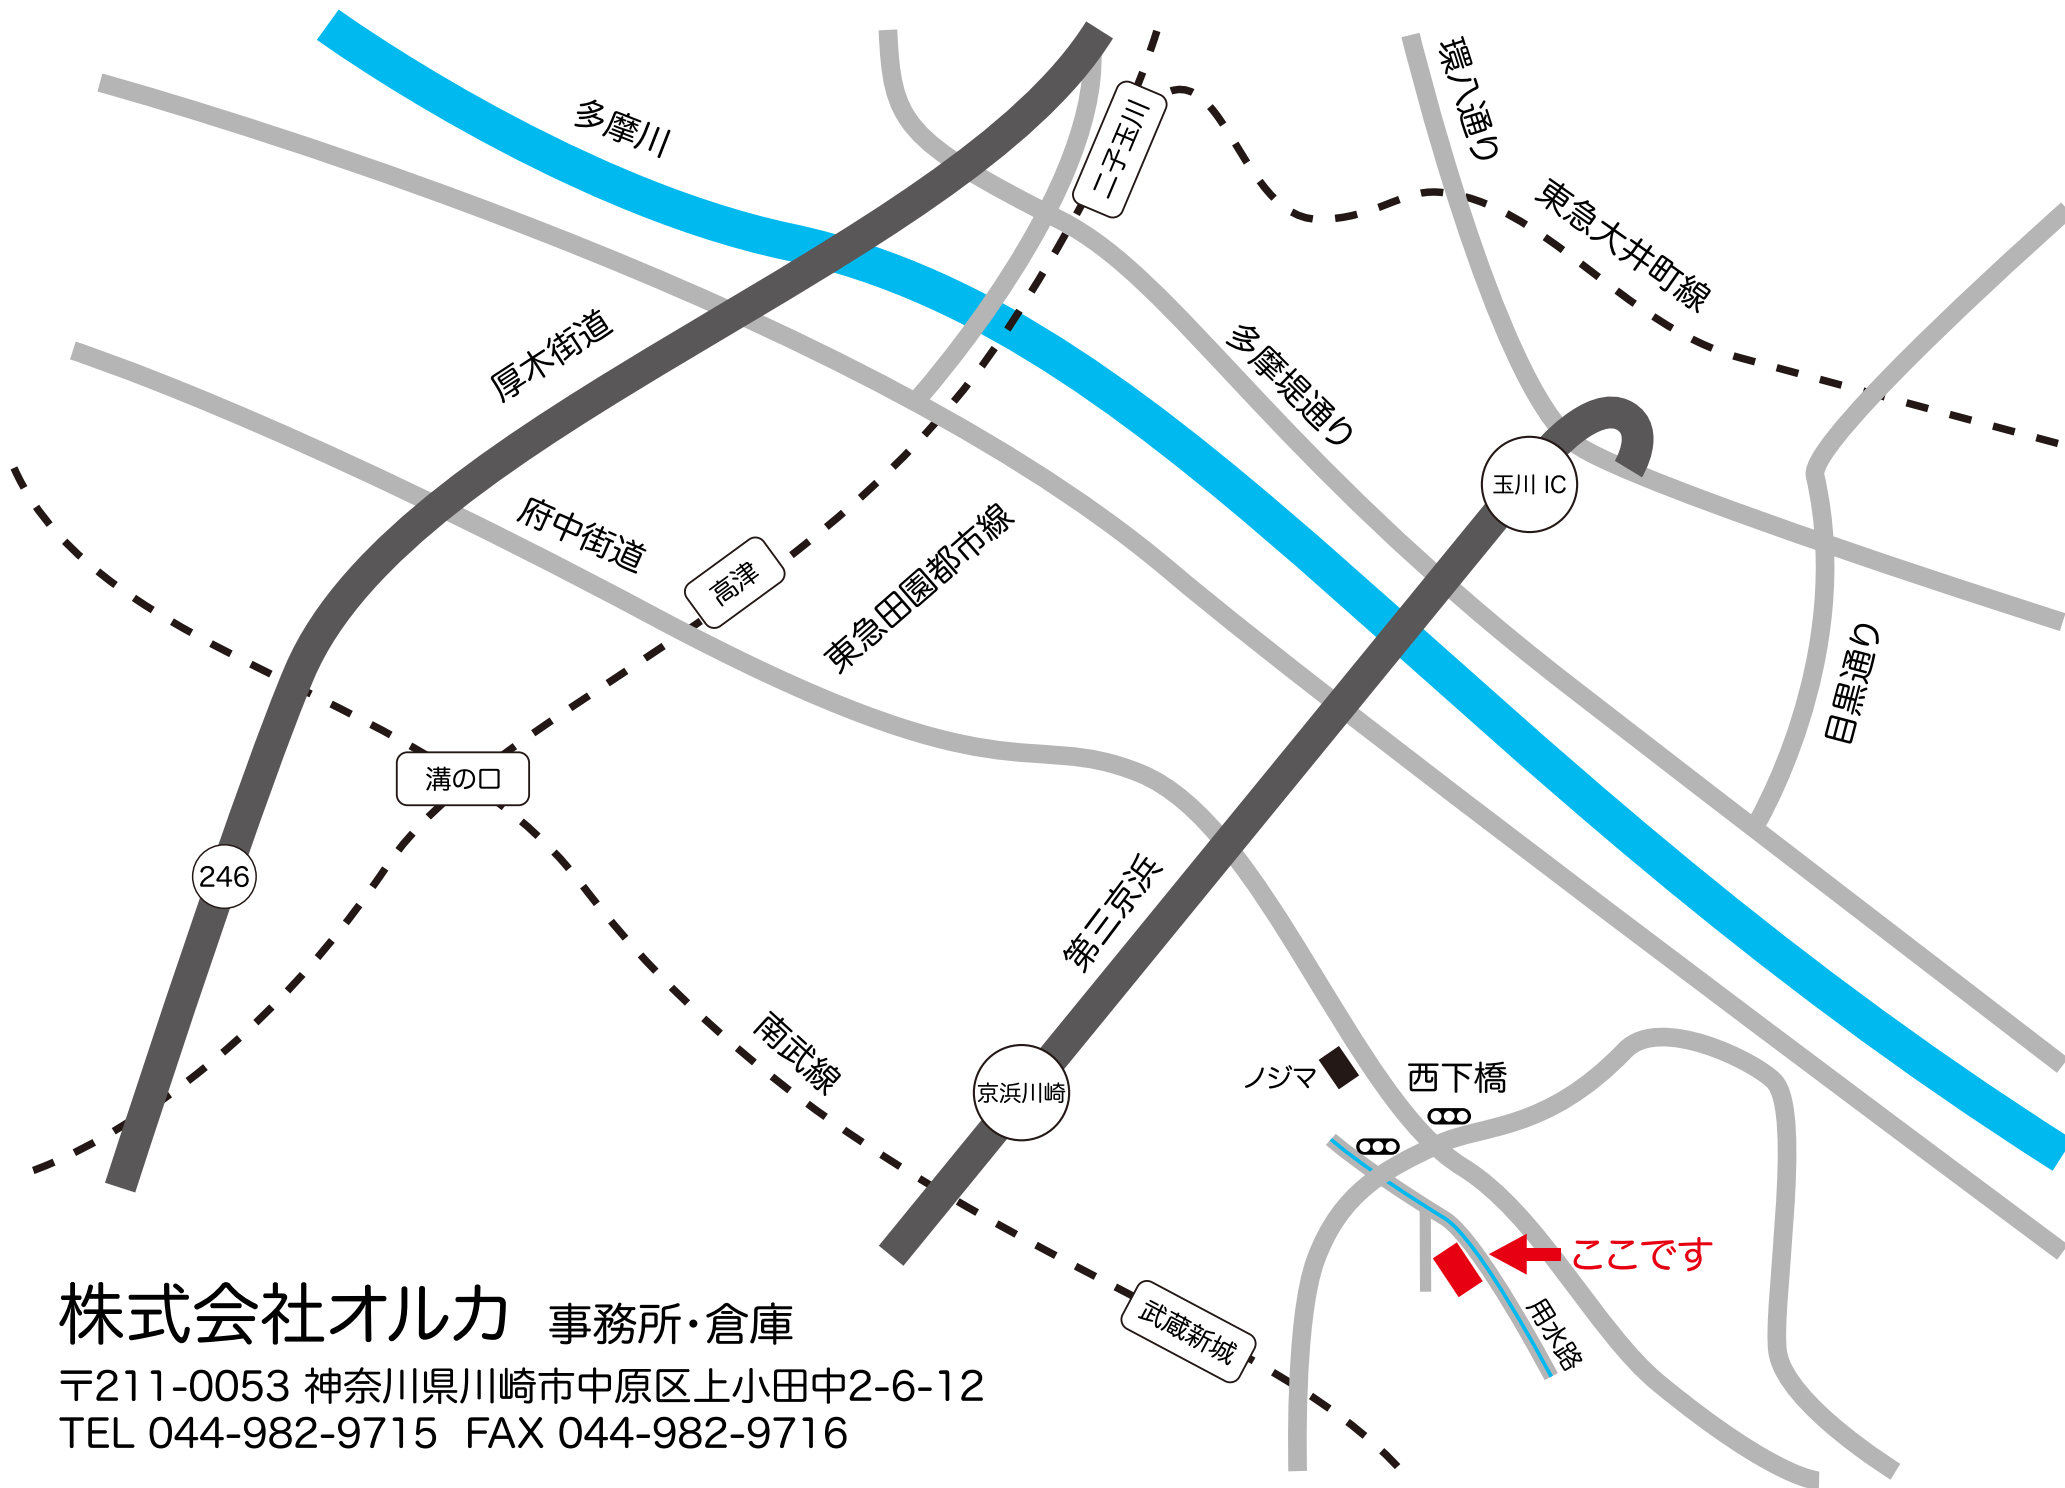 多摩川
二子玉川
環八通り
東急大井町線
厚木街道
多摩堤通り
玉川 IC
府中街道
高津
東急田園都市線
目黒通り
溝の口
246
第三京浜
南武線
京浜川崎
ノジマ
西下橋
ここです
用水路
武蔵新城
株式会社オルカ 事務所・倉庫
〒211-0053 神奈川県川崎市中原区上小田中2-6-12
TEL 044-982-9715 FAX 044-982-9716